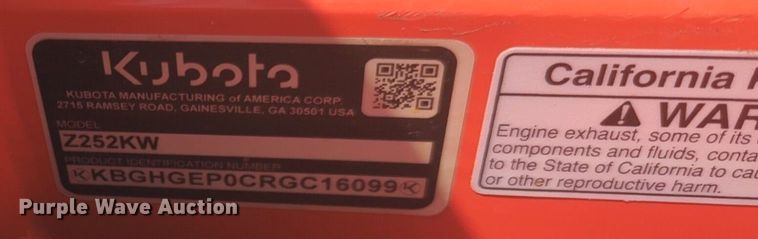 Kubota
KUBOTA MANUFACTURING of AMERICA CORP.
2715 RAMSEY ROAD, GAINESVILLE, GA 30501 USA
MODEL
Z252KW
PRODUCT IDENTIFICATION NUMBER
KBGHGEP0CRGC16099
California
WAR
Engine exhaust, some of its
components and fluids, conta
to the State of California to cau
or other reproductive harm.
Purple Wave Auction